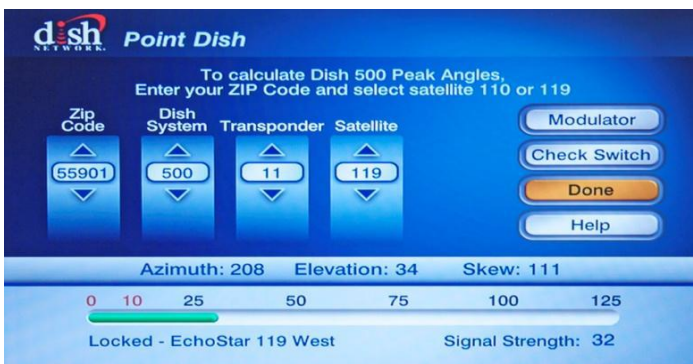 dish
NETWORK.
Point Dish
To calculate Dish 500 Peak Angles,
Enter your ZIP Code and select satellite 110 or 119
Zip Code
Dish System
Transponder
Satellite
55901
500
11
119
Modulator
Check Switch
Done
Help
Azimuth: 208 Elevation: 34 Skew: 111
0 10 25 50 75 100 125
Locked - EchoStar 119 West Signal Strength: 32